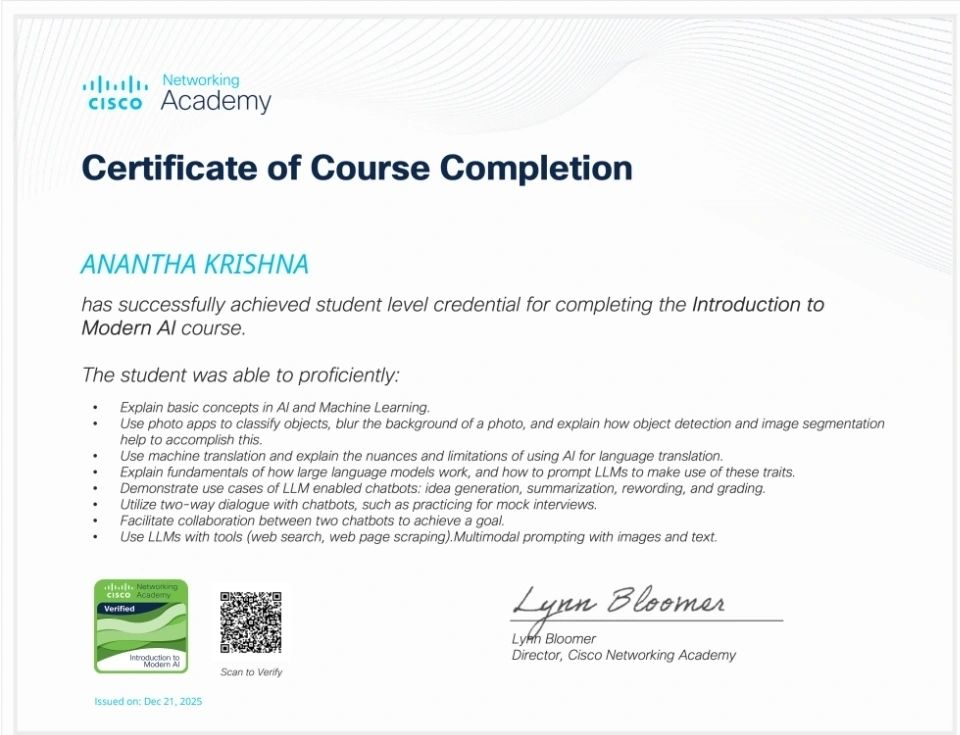 Networking
CISCO Academy
Certificate of Course Completion
ANANTHA KRISHNA
has successfully achieved student level credential for completing the Introduction to
Modern AI course.
The student was able to proficiently:
• Explain basic concepts in AI and Machine Learning.
• Use photo apps to classify objects, blur the background of a photo, and explain how object detection and image segmentation
help to accomplish this.
• Use machine translation and explain the nuances and limitations of using AI for language translation.
• Explain fundamentals of how large language models work, and how to prompt LLMs to make use of these traits.
• Demonstrate use cases of LLM enabled chatbots: idea generation, summarization, rewording, and grading.
• Utilize two-way dialogue with chatbots, such as practicing for mock interviews.
• Facilitate collaboration between two chatbots to achieve a goal.
• Use LLMs with tools (web search, web page scraping).Multimodal prompting with images and text.
Networking
CISCO Academy
Verified
Introduction to
Modern AI
Scan to Verify
Lynn Bloomer
Lynn Bloomer
Director, Cisco Networking Academy
Issued on: Dec 21, 2025